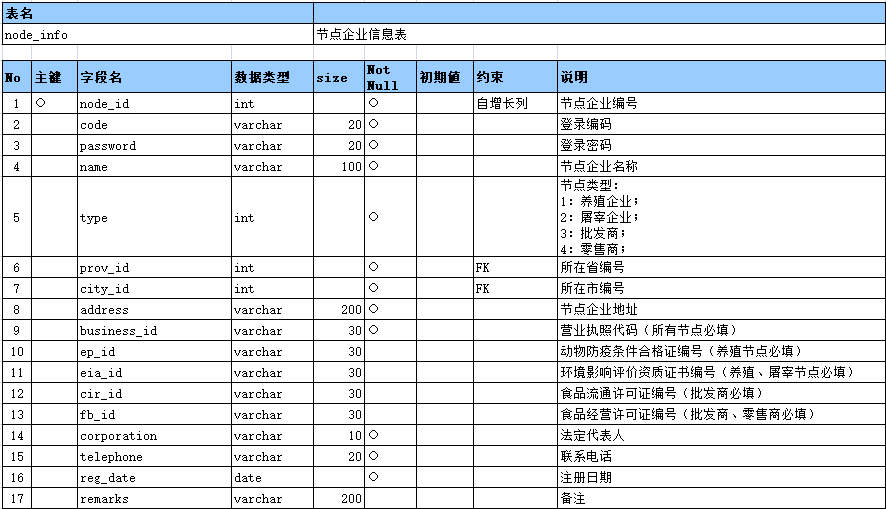 表名
node_info 节点企业信息表
No 主键 字段名 数据类型 size Not Null 初期値 约束 说明
1 ○ node_id int ○ 自增长列 节点企业编号
2 code varchar 20 ○ 登录编码
3 password varchar 20 ○ 登录密码
4 name varchar 100 ○ 节点企业名称
5 type int ○ 节点类型:
1: 养殖企业;
2: 屠宰企业;
3: 批发商;
4: 零售商;
6 prov_id int ○ FK 所在省编号
7 city_id int ○ FK 所在市编号
8 address varchar 200 ○ 节点企业地址
9 business_id varchar 30 ○ 营业执照代码（所有节点必填）
10 ep_id varchar 30 动物防疫条件合格证编号（养殖节点必填）
11 eia_id varchar 30 环境影响评价资质证书编号（养殖、屠宰节点必填）
12 cir_id varchar 30 食品流通许可证编号（批发商必填）
13 fb_id varchar 30 食品经营许可证编号（批发商、零售商必填）
14 corporation varchar 10 ○ 法定代表人
15 telephone varchar 20 ○ 联系电话
16 reg_date date ○ 注册日期
17 remarks varchar 200 备注